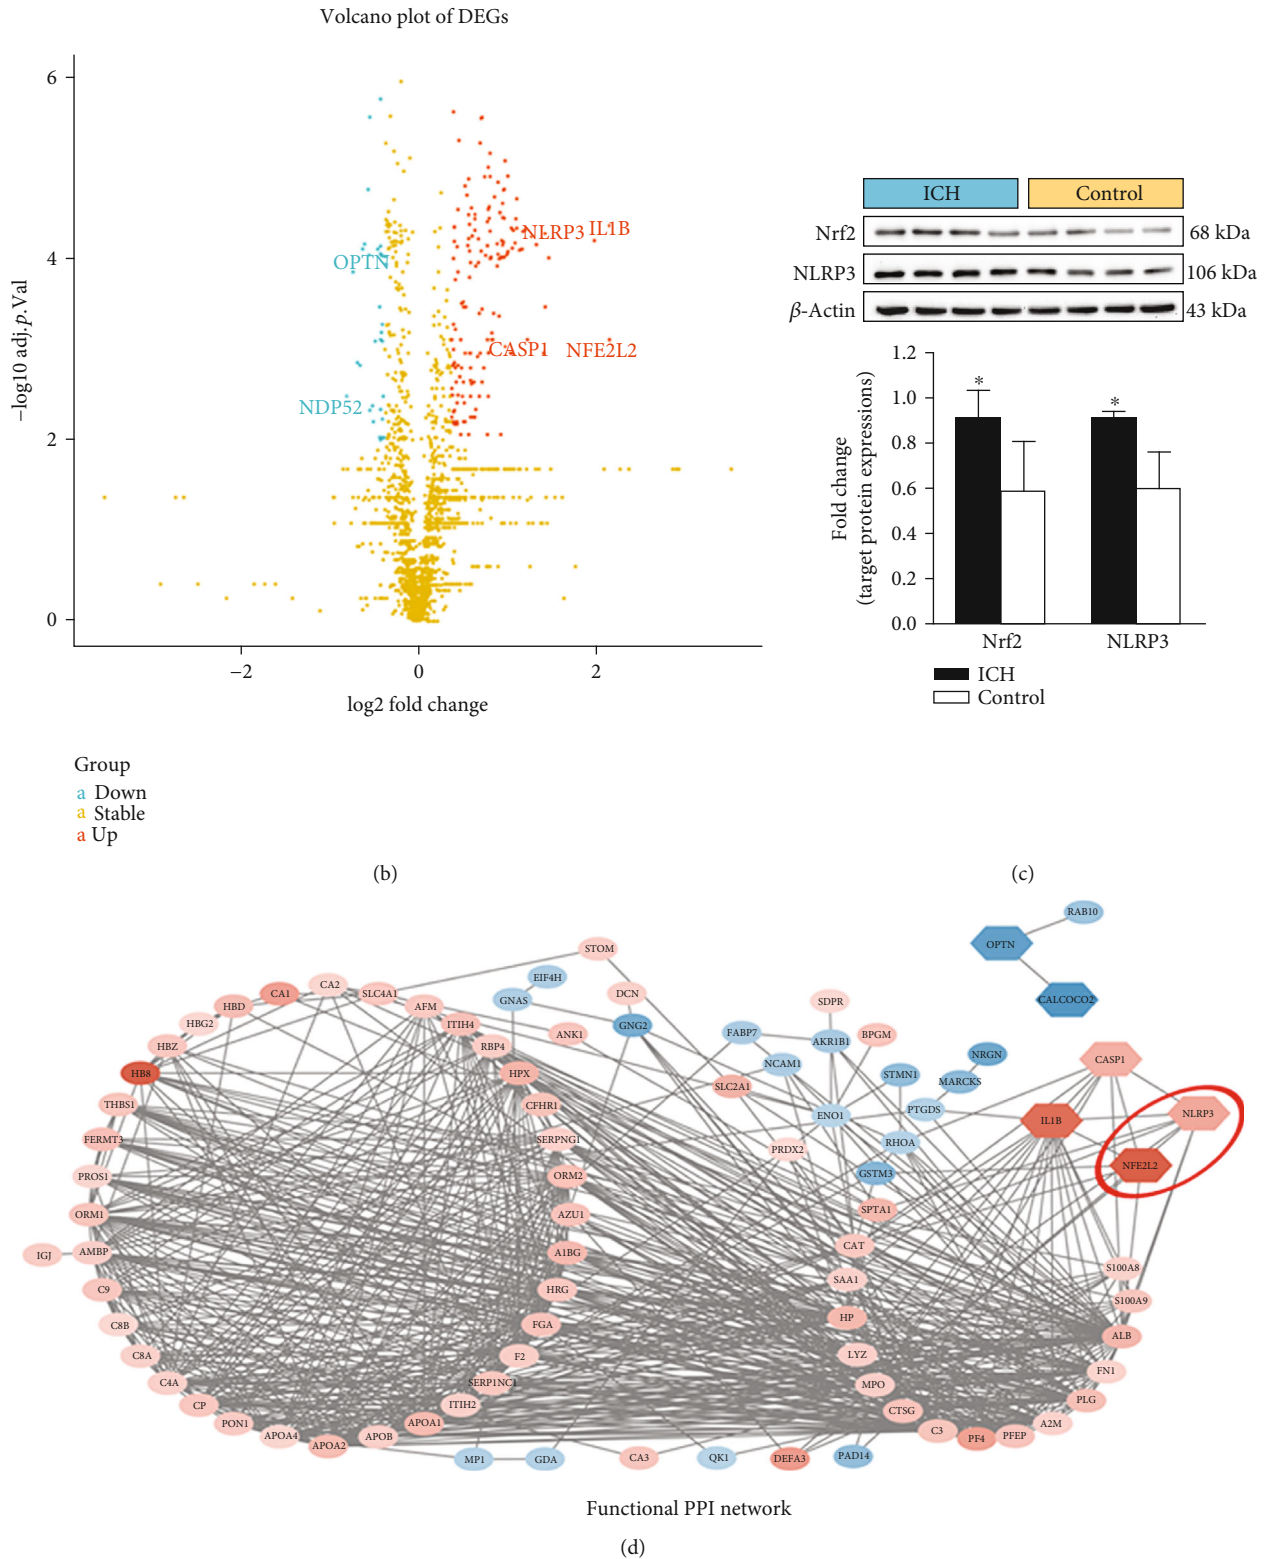 Volcano plot of DEGs
6
4
2
0
−log10 adj. p. Val
OPTN
NDP52
NLRP3 IL1B
CASP1 NFE2L2
−2 0 2
log2 fold change
Group
a Down
a Stable
a Up
(b)
ICH Control
Nrf2 68 kDa
NLRP3 106 kDa
β-Actin 43 kDa
1.2
1.0
0.8
0.6
0.4
0.2
0.0
Fold change
(target protein expressions)
* *
Nrf2 NLRP3
ICH
Control
(c)
RAB10
OPTN
CALCOCO2
STOM
EIF4H
DCN
GNAS
GNG2
ANK1
CA2
SLC4A1
CA1
HBD
AFM
HBG2
ITIH4
HBZ
RBP4
HB8
HPX
THBS1
CFHR1
FERMT3
SERPNG1
PROS1
ORM2
ORM1
AZU1
IGJ
AMBP
A1BG
C9
HRG
C8B
FGA
C8A
F2
C4A
SERP1NC1
CP
ITIH2
PON1
APOA1
APOA4
APOB
APOA2
SDPR
FABP7
AKR1B1
BPGM
NCAM1
NRGN
STMN1
MARCKS
SLC2A1
ENO1
PTGDS
RHOA
PRDX2
GSTM3
SPTA1
CASP1
IL1B
NLRP3
NFE2L2
CAT
SAA1
HP
LYZ
MPO
CTSG
C3
PF4
PFEP
A2M
PLG
FN1
ALB
S100A9
S100A8
MP1
GDA
CA3
QK1
DEFA3
PAD14
Functional PPI network
(d)